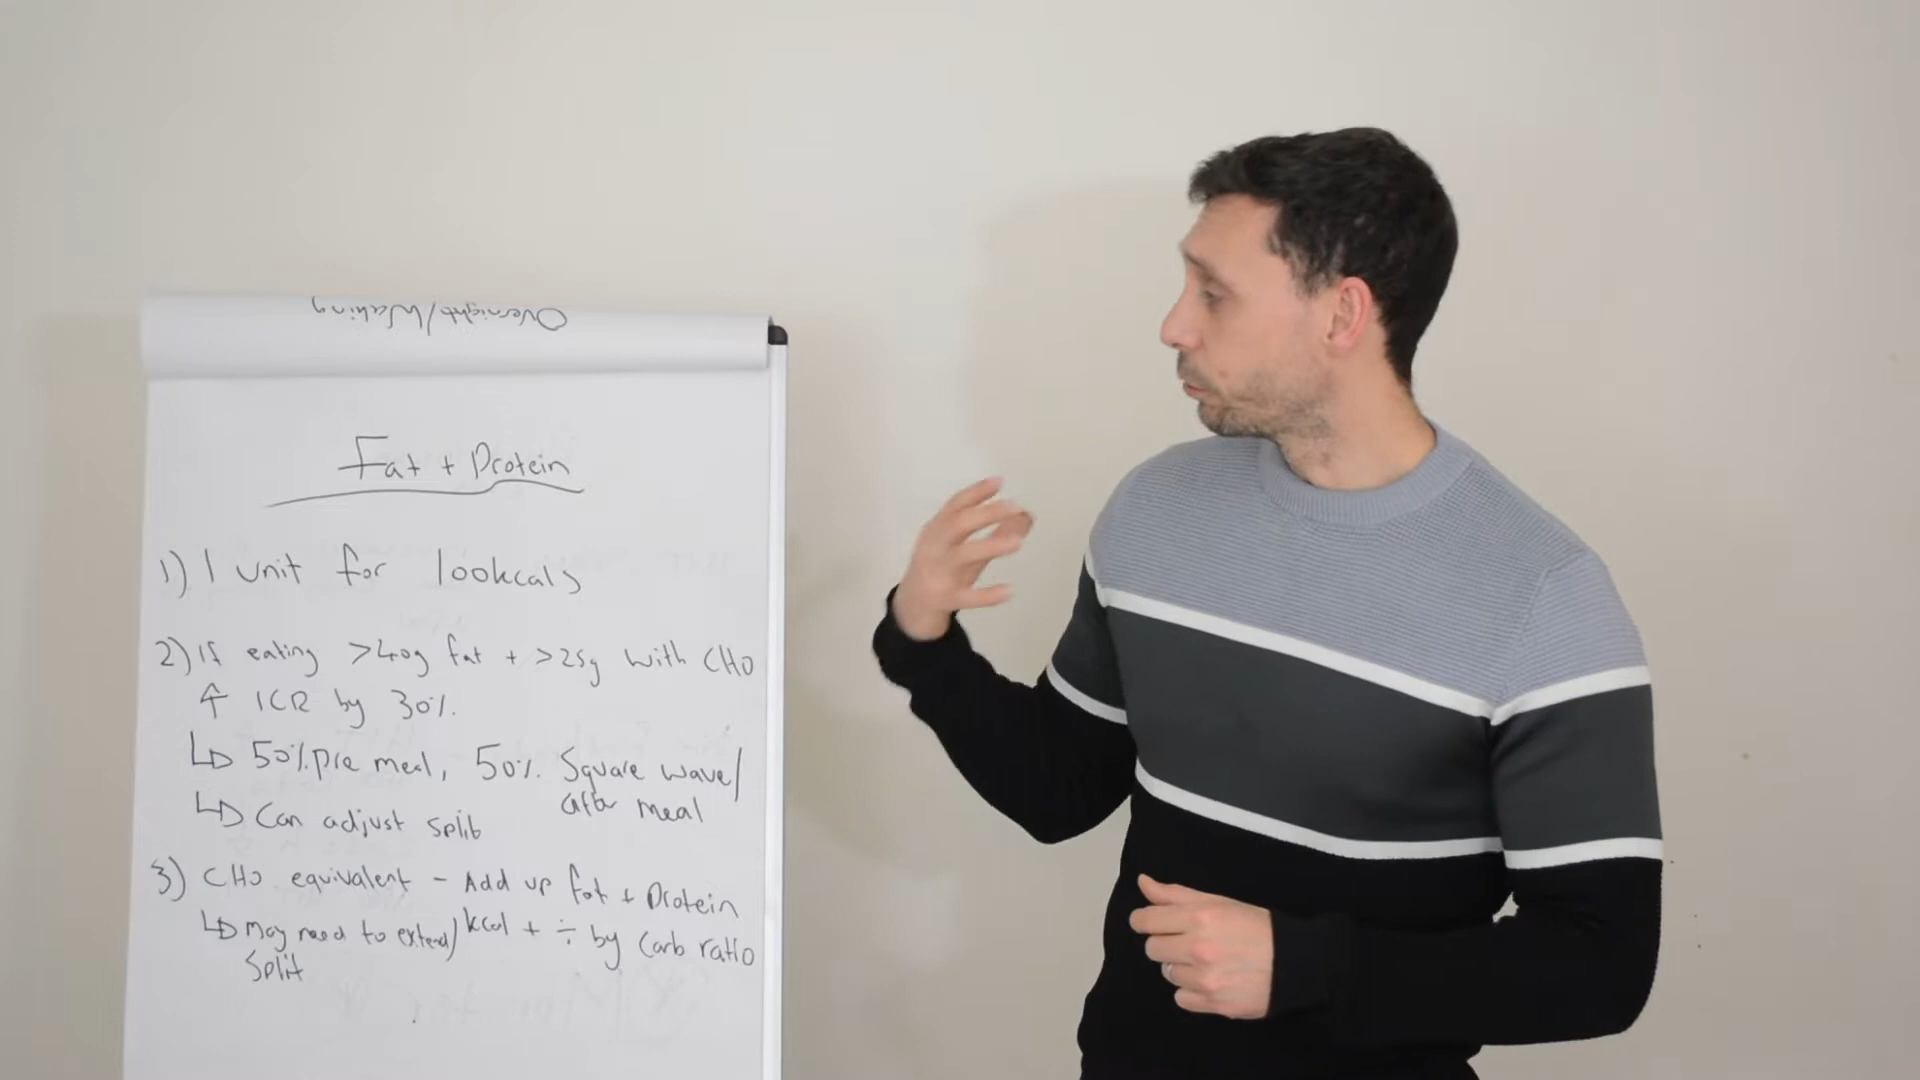 Overnight/Waking
Fat + Protein
1) 1 unit for 100kcals
2) If eating >40g fat + >25g with CHO
↑ ICR by 30%.
↳ 50% pre meal, 50% Square wave/
after meal
↳ Can adjust split
3) CHO equivalent - Add up fat + Protein
kcal + ÷ by Carb ratio
↳ may need to extend/
Split